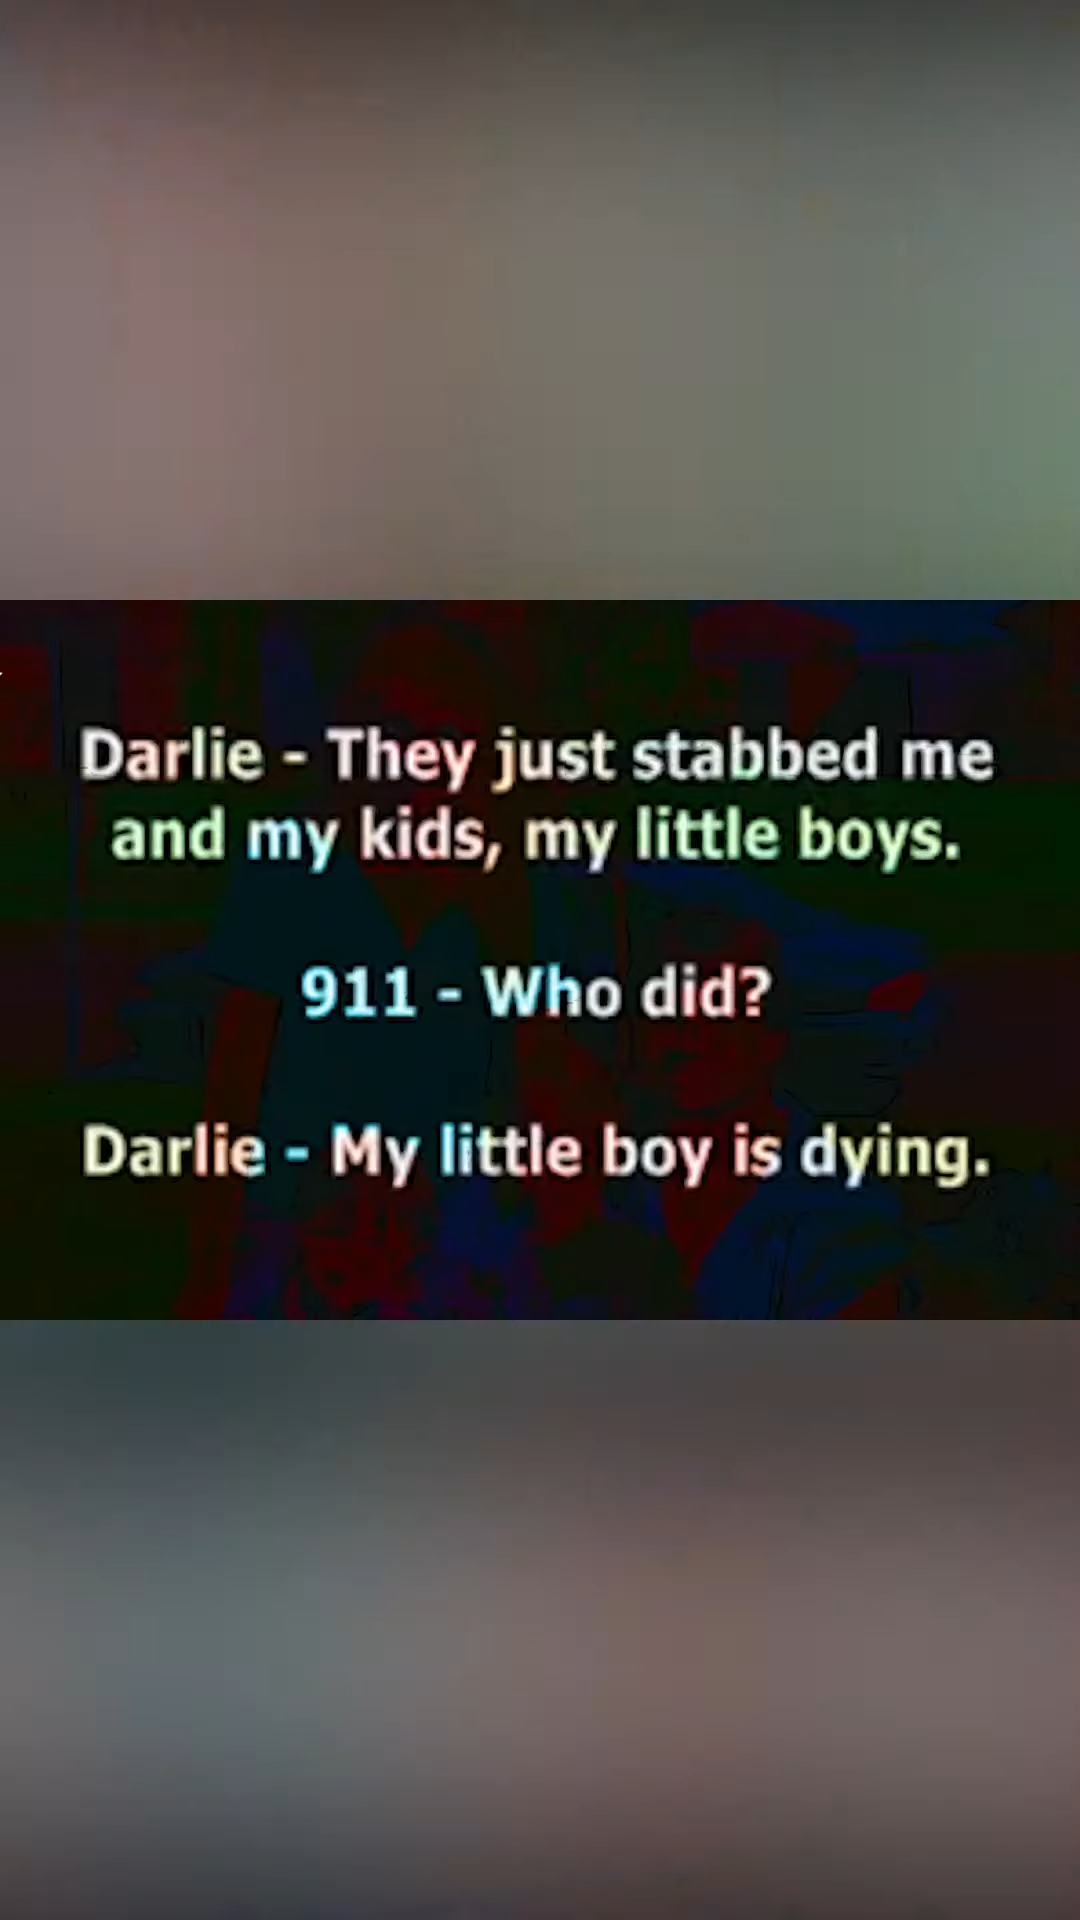 Darlie - They just stabbed me
and my kids, my little boys.
911 - Who did?
Darlie - My little boy is dying.